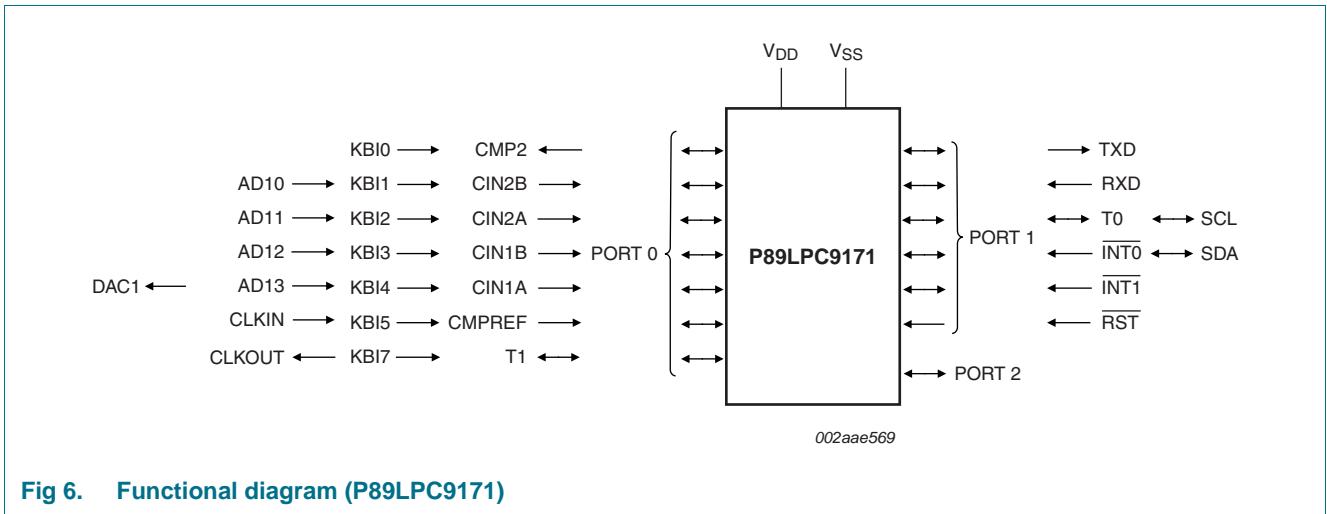 VDD VSS
KBI0 CMP2 TXD
AD10 KBI1 CIN2B RXD
AD11 KBI2 CIN2A T0 SCL
AD12 KBI3 CIN1B PORT 0 P89LPC9171 PORT 1 INT0 SDA
DAC1 AD13 KBI4 CIN1A INT1
CLKIN KBI5 CMPREF RST
CLKOUT KBI7 T1
PORT 2
002aae569
Fig 6. Functional diagram (P89LPC9171)